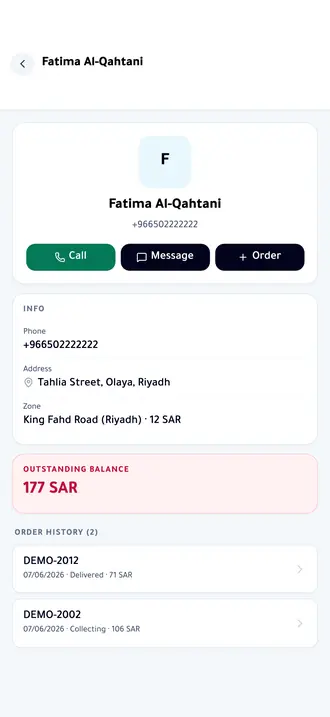 Fatima Al-Qahtani
F
Fatima Al-Qahtani
+966502222222
Call
Message
+ Order
INFO
Phone
+966502222222
Address
Tahlia Street, Olaya, Riyadh
Zone
King Fahd Road (Riyadh) · 12 SAR
OUTSTANDING BALANCE
177 SAR
ORDER HISTORY (2)
DEMO-2012
07/06/2026 · Delivered · 71 SAR
DEMO-2002
07/06/2026 · Collecting · 106 SAR